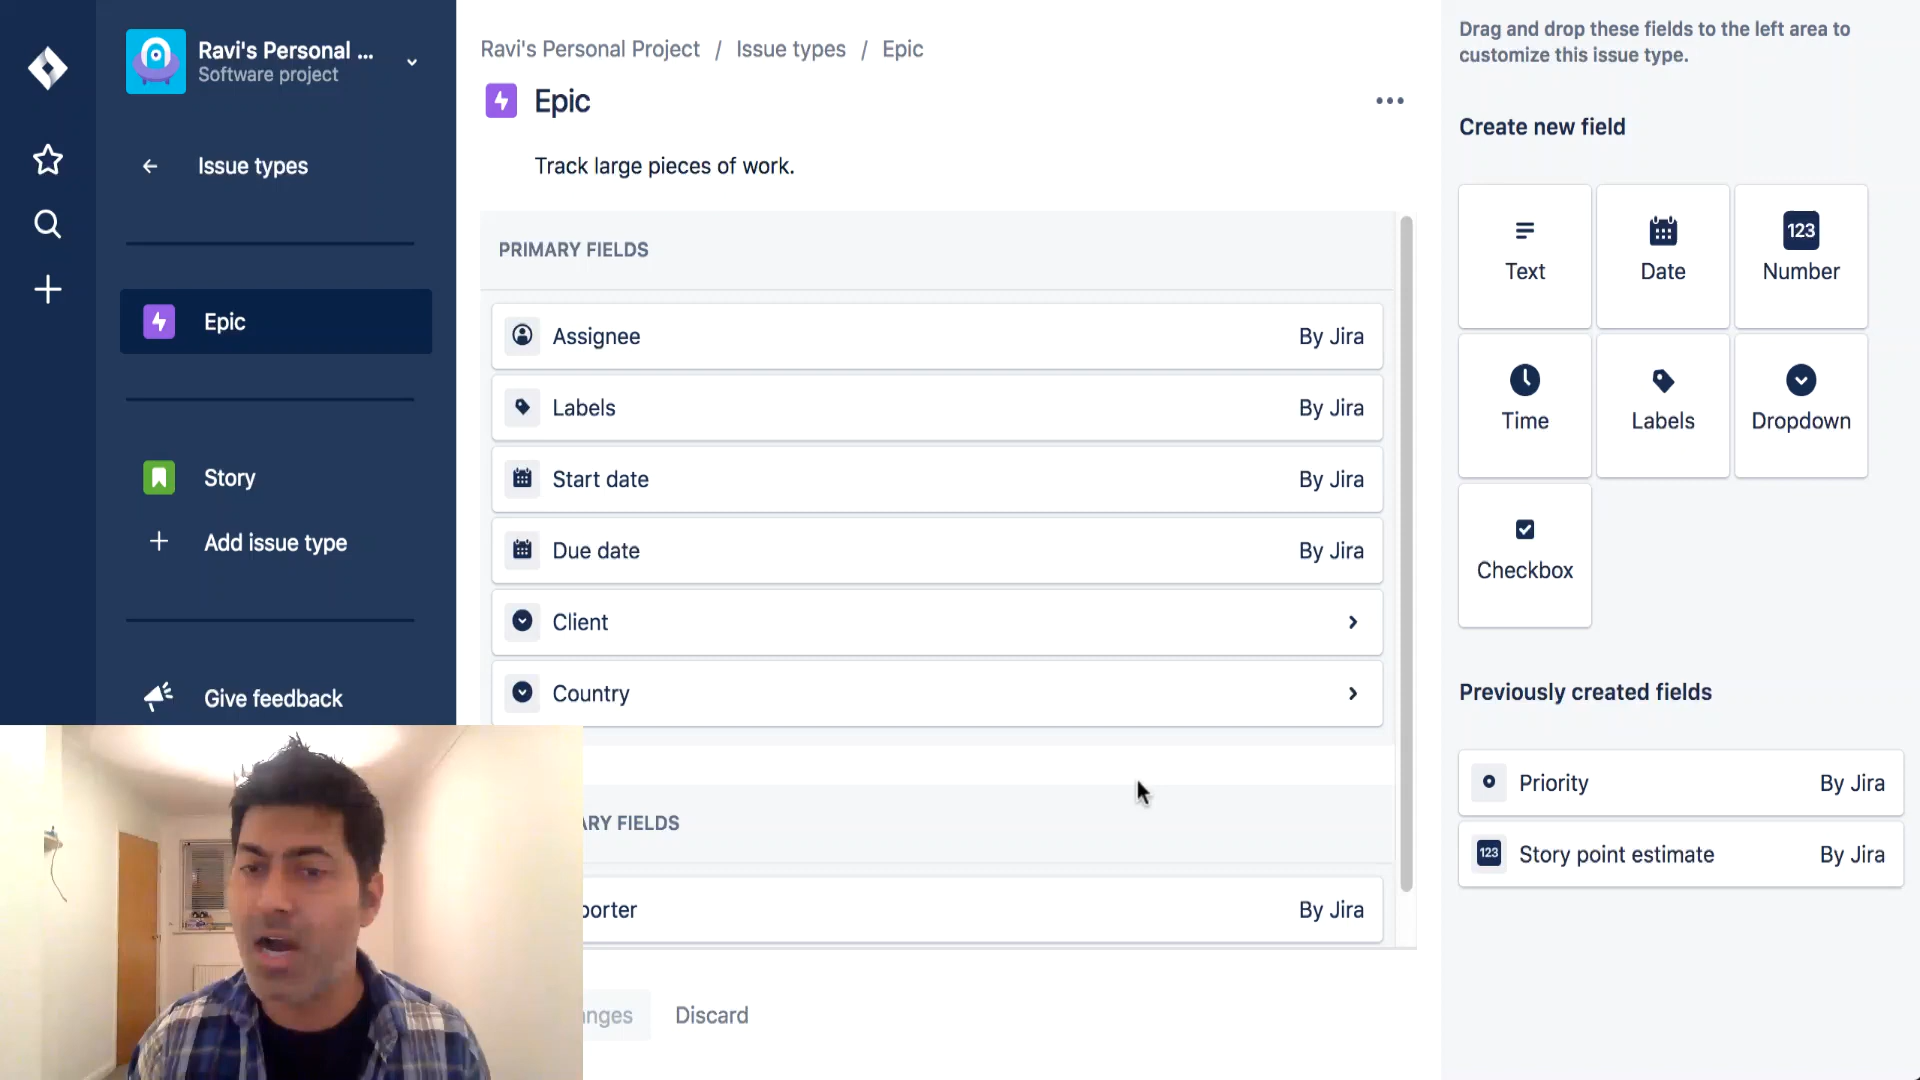 Ravi's Personal ...
Software project
Issue types
Epic
Story
Add issue type
Give feedback
Ravi's Personal Project / Issue types / Epic
Epic
Track large pieces of work.
PRIMARY FIELDS
Assignee By Jira
Labels By Jira
Start date By Jira
Due date By Jira
Client
Country
ARY FIELDS
porter By Jira
anges Discard
Drag and drop these fields to the left area to
customize this issue type.
Create new field
Text
Date
123
Number
Time
Labels
Dropdown
Checkbox
Previously created fields
Priority By Jira
123 Story point estimate By Jira